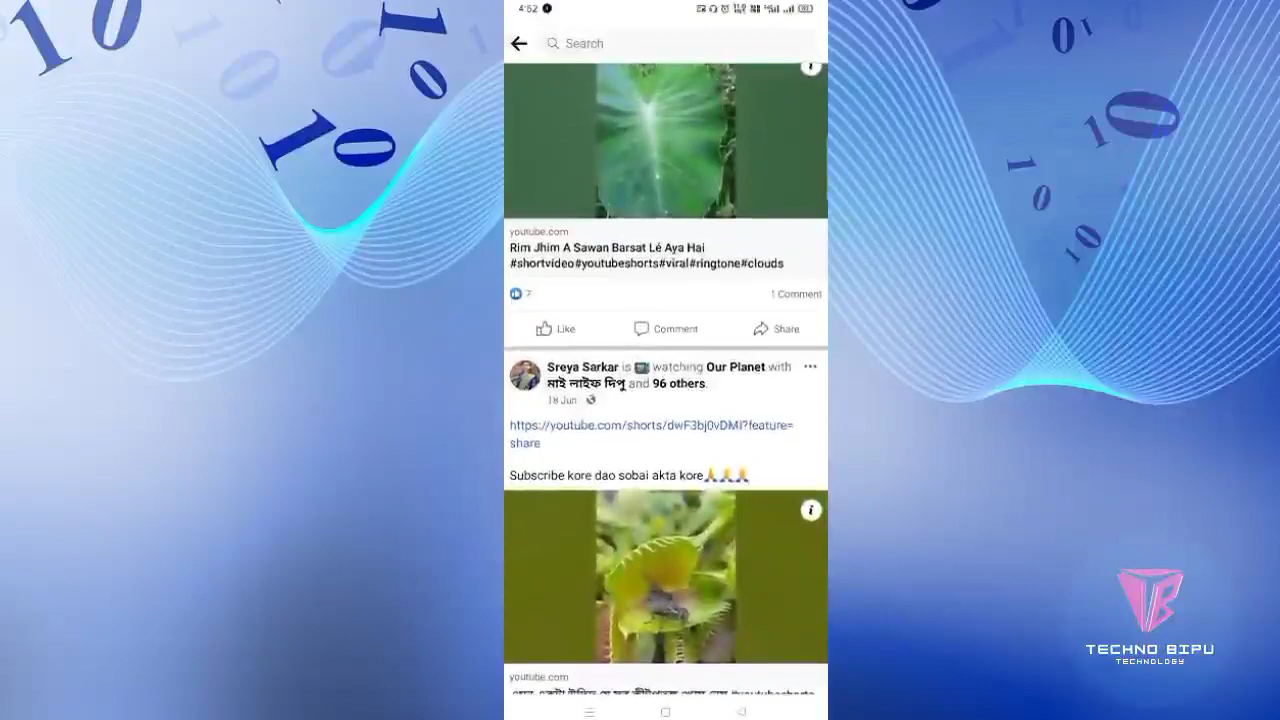 4:52
Search
youtube.com
Rim Jhim A Sawan Barsat Lé Aya Hai
#shortvideo#youtubeshorts#viral#ringtone#clouds
7
1 Comment
Like Comment Share
Sreya Sarkar is watching Our Planet with
মাই লাইফ দিপু and 96 others.
18 Jun
https://youtube.com/shorts/dwF3bj0vDMI?feature=
share
Subscribe kore dao sobai akta kore🙏🙏🙏
youtube.com
TECHNO BIPU
TECHNOLOGY